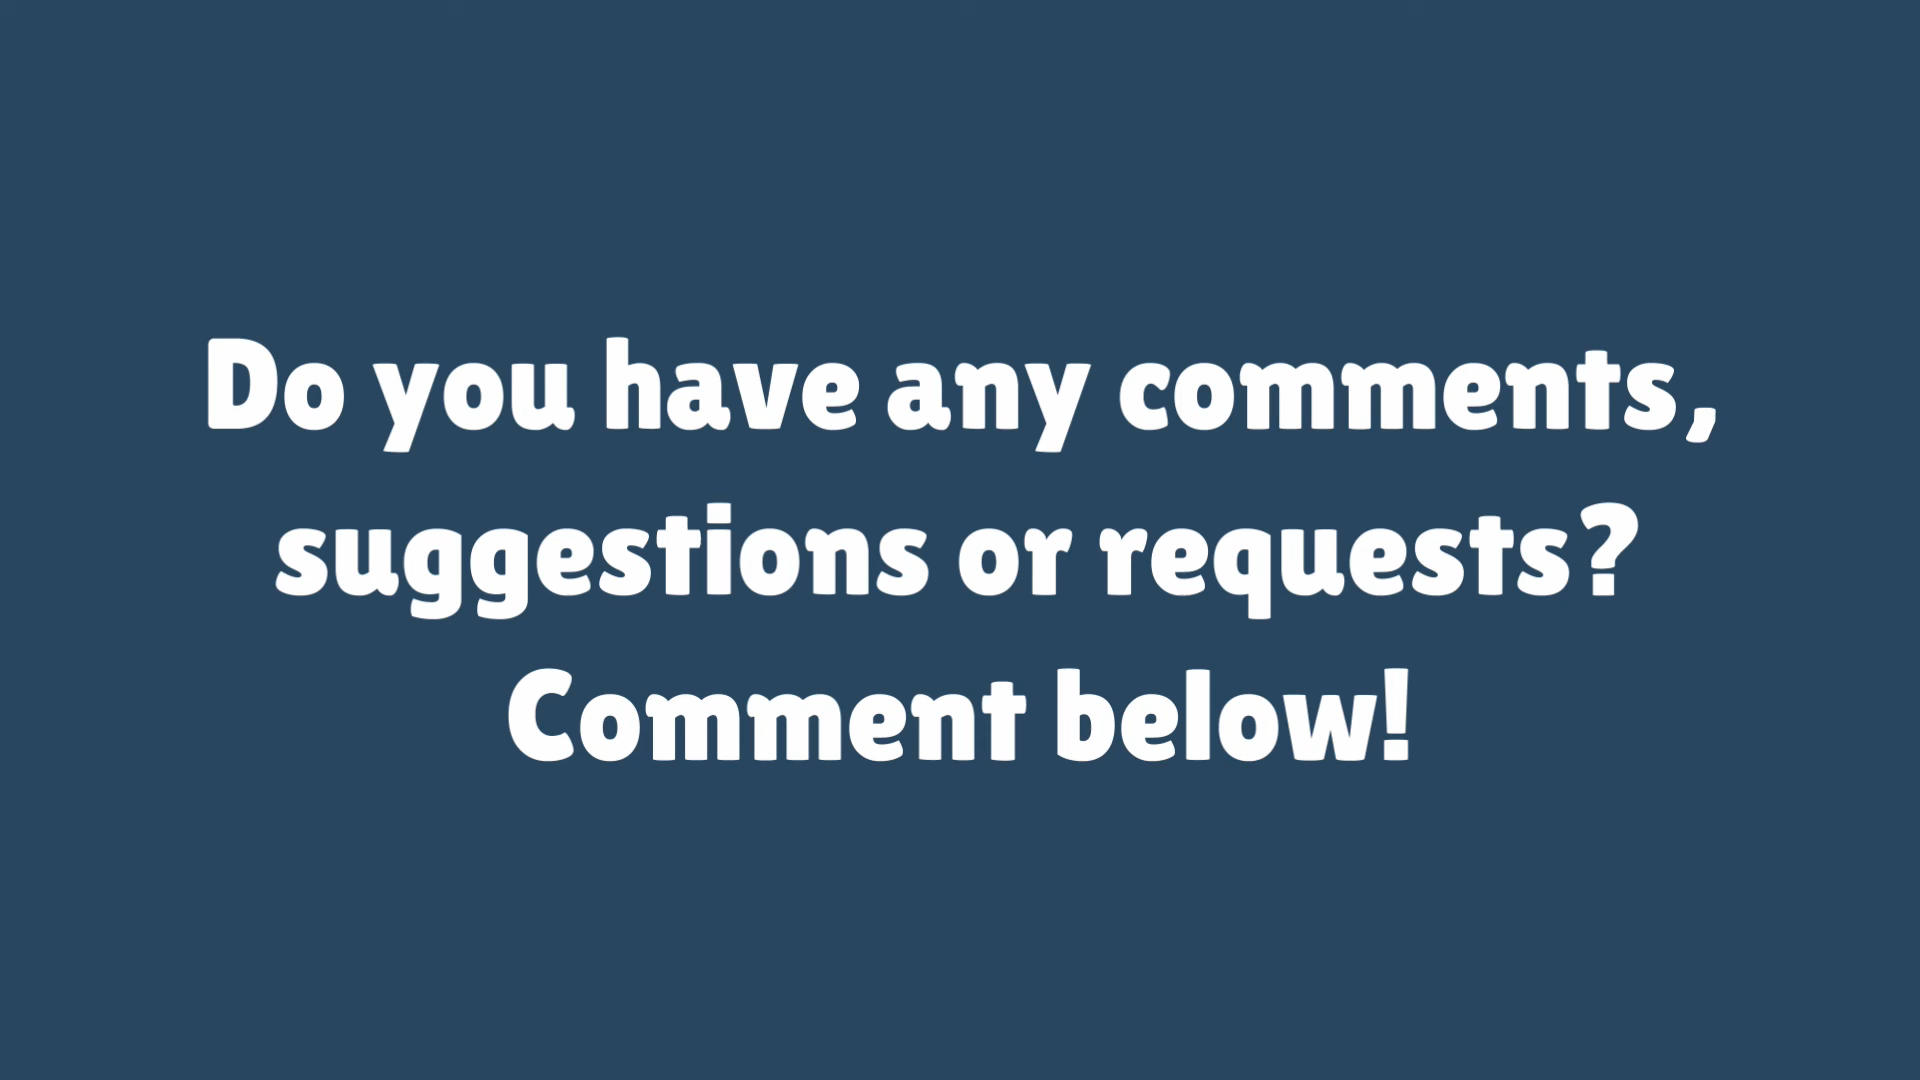 Do you have any comments,
suggestions or requests?
Comment below!